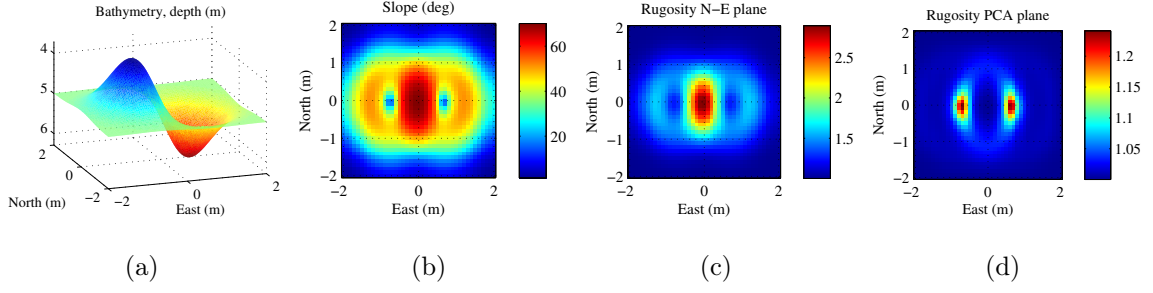 Bathymetry, depth (m)
4
5
6
2
0
−2
North (m)
−2
0
2
East (m)
(a)
Slope (deg)
2
1
0
−1
−2
North (m)
−2
0
2
East (m)
60
40
20
(b)
Rugosity N−E plane
2
1
0
−1
−2
North (m)
−2
0
2
East (m)
2.5
2
1.5
(c)
Rugosity PCA plane
2
1
0
−1
−2
North (m)
−2
0
2
East (m)
1.2
1.15
1.1
1.05
(d)